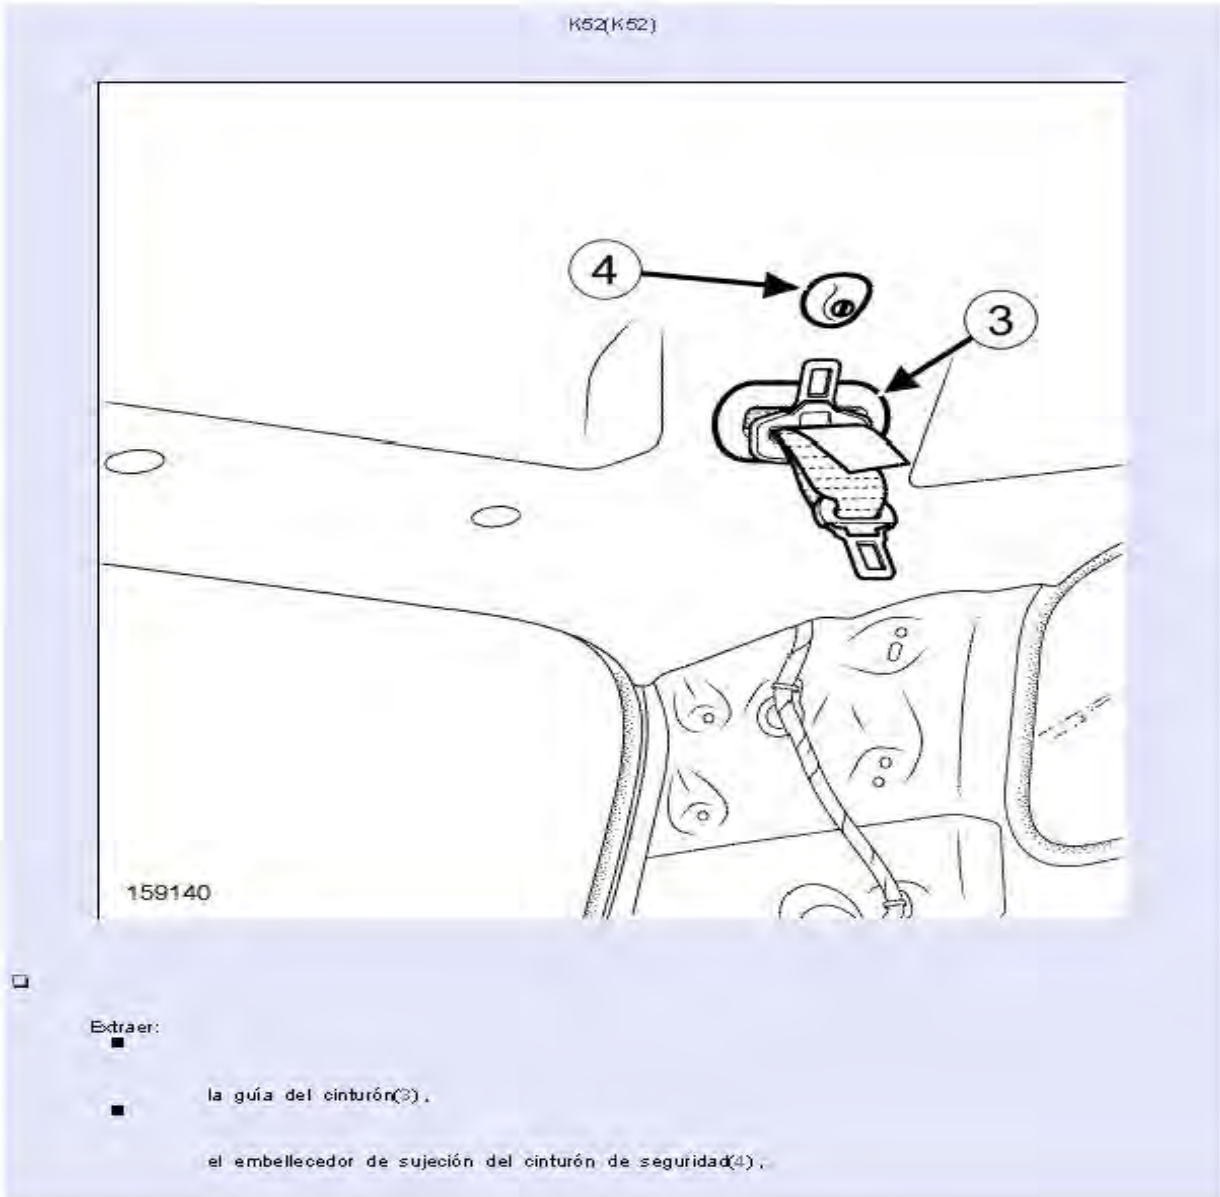 K52(K52)
4
3
159140
Extraer:
la guía del cinturón(3),
el embellecedor de sujeción del cinturón de seguridad(4),